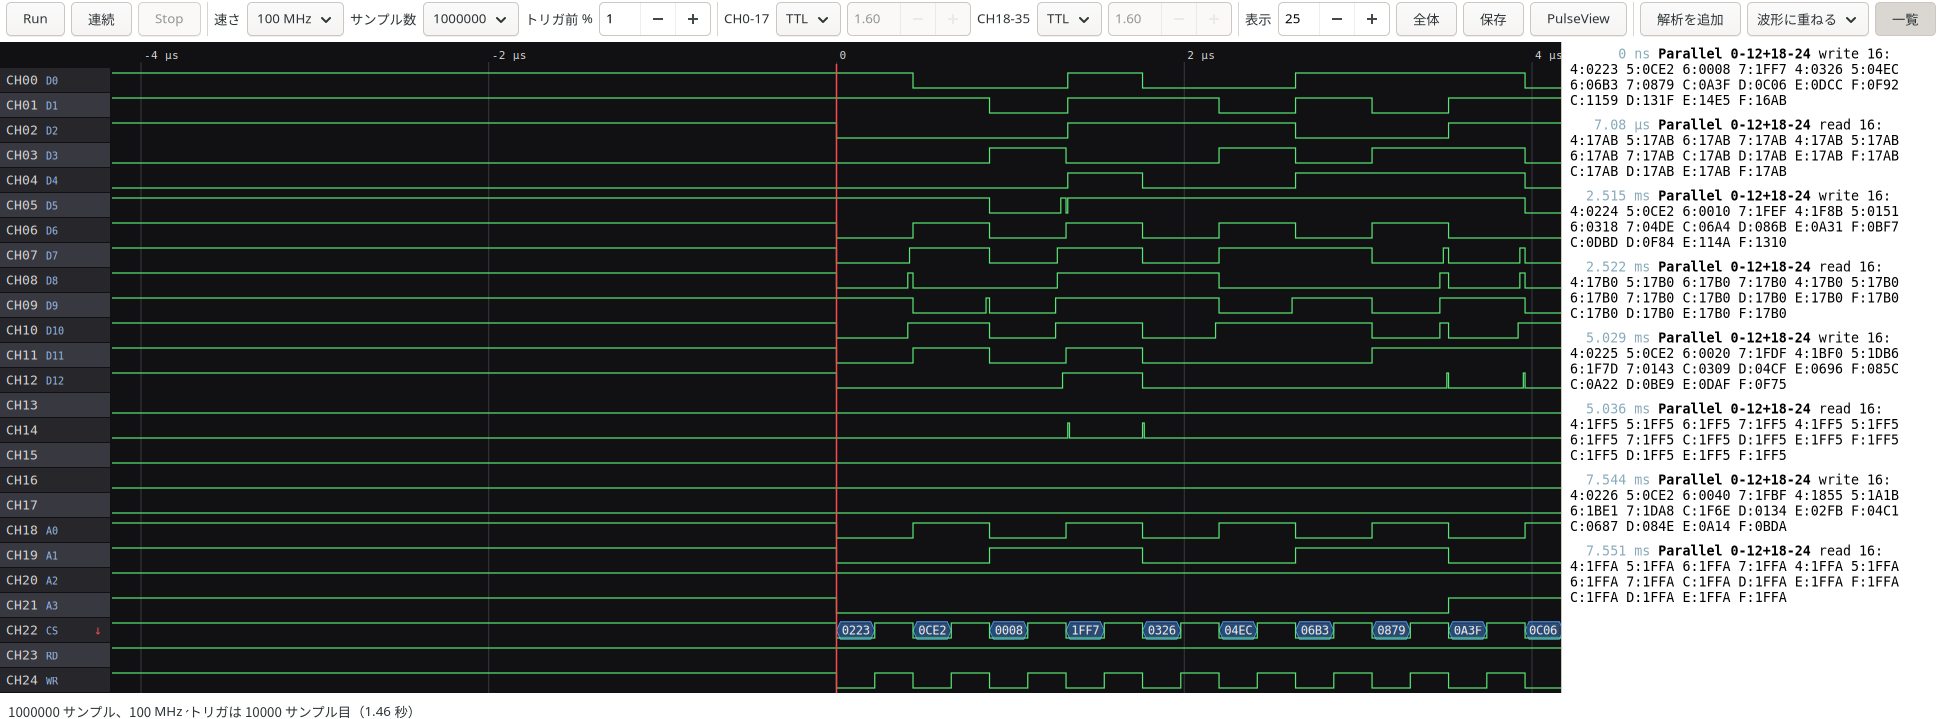 Run 連続 Stop 速さ 100 MHz サンプル数 1000000 トリガ前 % 1 − + CH0-17 TTL 1.60 − + CH18-35 TTL 1.60 − + 表示 25 − + 全体 保存 PulseView 解析を追加 波形に重ねる 一覧
-4 µs -2 µs 0 2 µs 4 µs
CH00 D0
CH01 D1
CH02 D2
CH03 D3
CH04 D4
CH05 D5
CH06 D6
CH07 D7
CH08 D8
CH09 D9
CH10 D10
CH11 D11
CH12 D12
CH13
CH14
CH15
CH16
CH17
CH18 A0
CH19 A1
CH20 A2
CH21 A3
CH22 CS ↓ 0223 0CE2 0008 1FF7 0326 04EC 06B3 0879 0A3F 0C06
CH23 RD
CH24 WR
0 ns Parallel 0-12+18-24 write 16:
4:0223 5:0CE2 6:0008 7:1FF7 4:0326 5:04EC
6:06B3 7:0879 C:0A3F D:0C06 E:0DCC F:0F92
C:1159 D:131F E:14E5 F:16AB
7.08 µs Parallel 0-12+18-24 read 16:
4:17AB 5:17AB 6:17AB 7:17AB 4:17AB 5:17AB
6:17AB 7:17AB C:17AB D:17AB E:17AB F:17AB
C:17AB D:17AB E:17AB F:17AB
2.515 ms Parallel 0-12+18-24 write 16:
4:0224 5:0CE2 6:0010 7:1FEF 4:1F8B 5:0151
6:0318 7:04DE C:06A4 D:086B E:0A31 F:0BF7
C:0DBD D:0F84 E:114A F:1310
2.522 ms Parallel 0-12+18-24 read 16:
4:17B0 5:17B0 6:17B0 7:17B0 4:17B0 5:17B0
6:17B0 7:17B0 C:17B0 D:17B0 E:17B0 F:17B0
C:17B0 D:17B0 E:17B0 F:17B0
5.029 ms Parallel 0-12+18-24 write 16:
4:0225 5:0CE2 6:0020 7:1FDF 4:1BF0 5:1DB6
6:1F7D 7:0143 C:0309 D:04CF E:0696 F:085C
C:0A22 D:0BE9 E:0DAF F:0F75
5.036 ms Parallel 0-12+18-24 read 16:
4:1FF5 5:1FF5 6:1FF5 7:1FF5 4:1FF5 5:1FF5
6:1FF5 7:1FF5 C:1FF5 D:1FF5 E:1FF5 F:1FF5
C:1FF5 D:1FF5 E:1FF5 F:1FF5
7.544 ms Parallel 0-12+18-24 write 16:
4:0226 5:0CE2 6:0040 7:1FBF 4:1855 5:1A1B
6:1BE1 7:1DA8 C:1F6E D:0134 E:02FB F:04C1
C:0687 D:084E E:0A14 F:0BDA
7.551 ms Parallel 0-12+18-24 read 16:
4:1FFA 5:1FFA 6:1FFA 7:1FFA 4:1FFA 5:1FFA
6:1FFA 7:1FFA C:1FFA D:1FFA E:1FFA F:1FFA
C:1FFA D:1FFA E:1FFA F:1FFA
1000000 サンプル、100 MHz・トリガは 10000 サンプル目（1.46 秒）